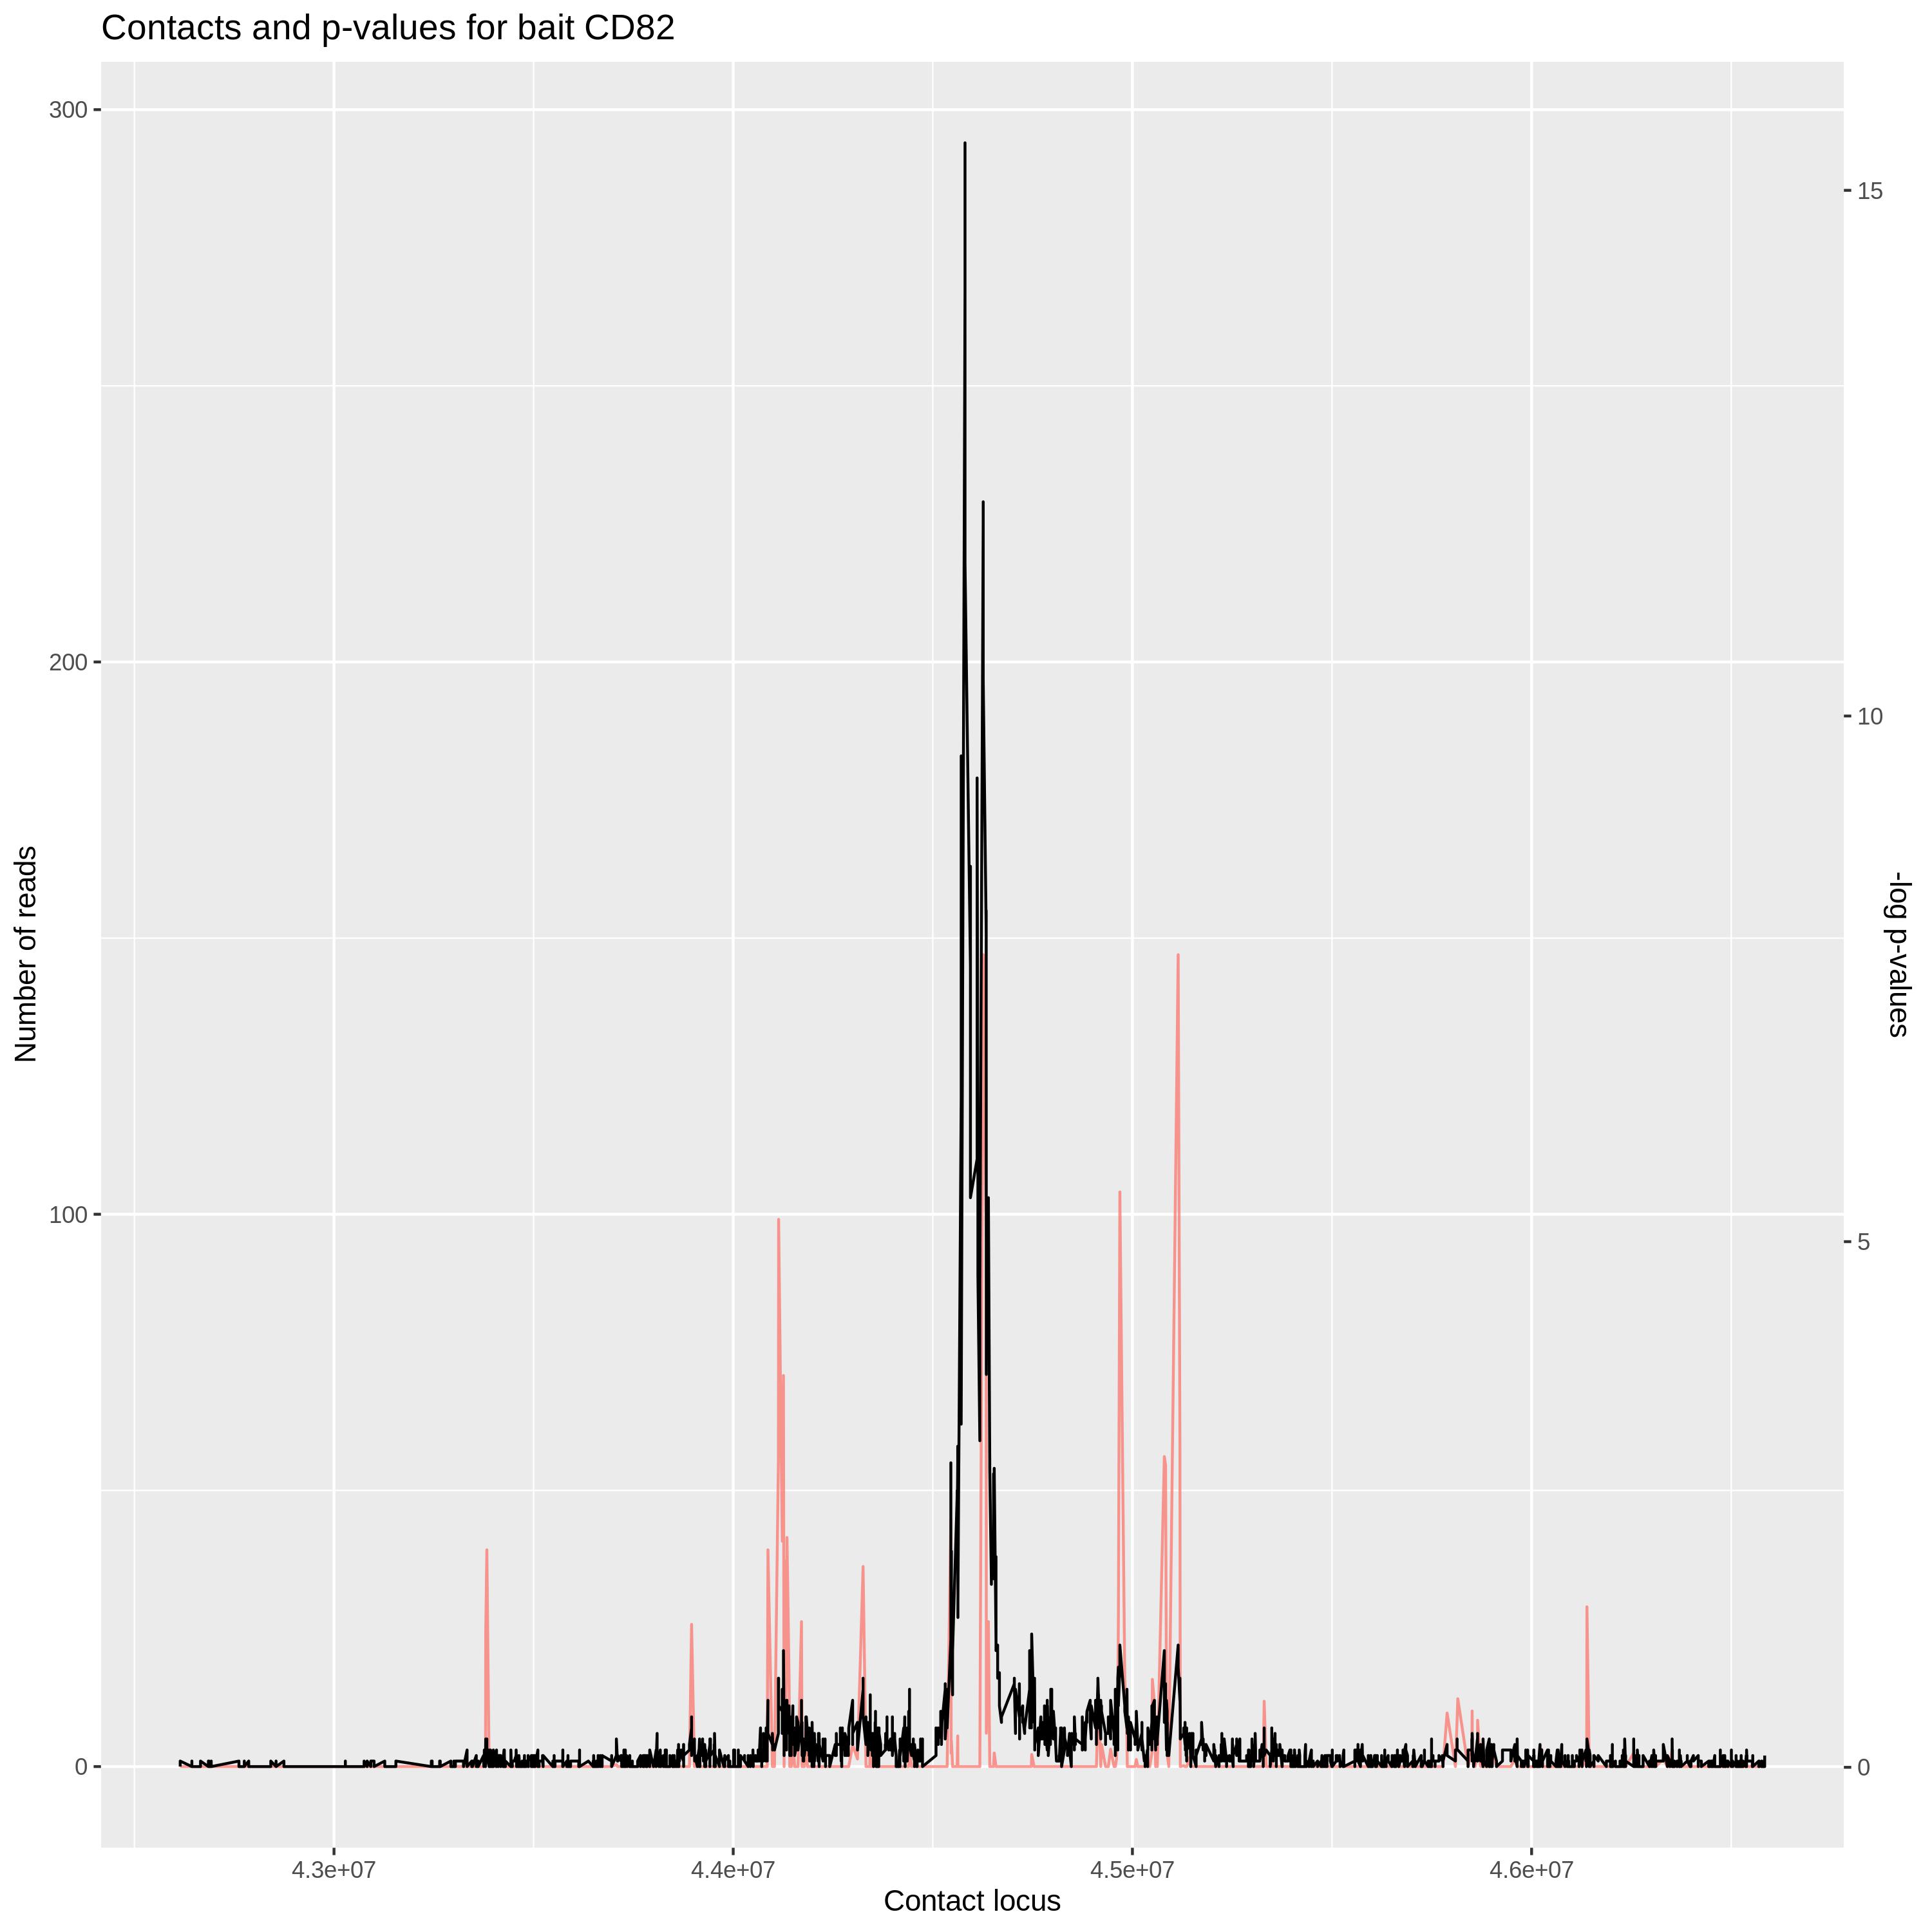 Contacts and p-values for bait CD82
300
200
100
0
Number of reads
15
10
5
0
-log p-values
4.3e+07
4.4e+07
4.5e+07
4.6e+07
Contact locus